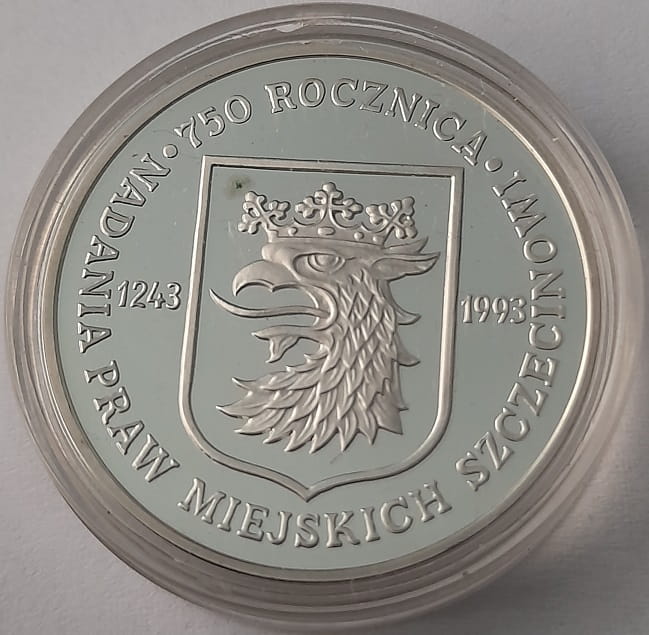 • 750 ROCZNICA •
NADANIA PRAW MIEJSKICH SZCZECINOWI
1243
1993